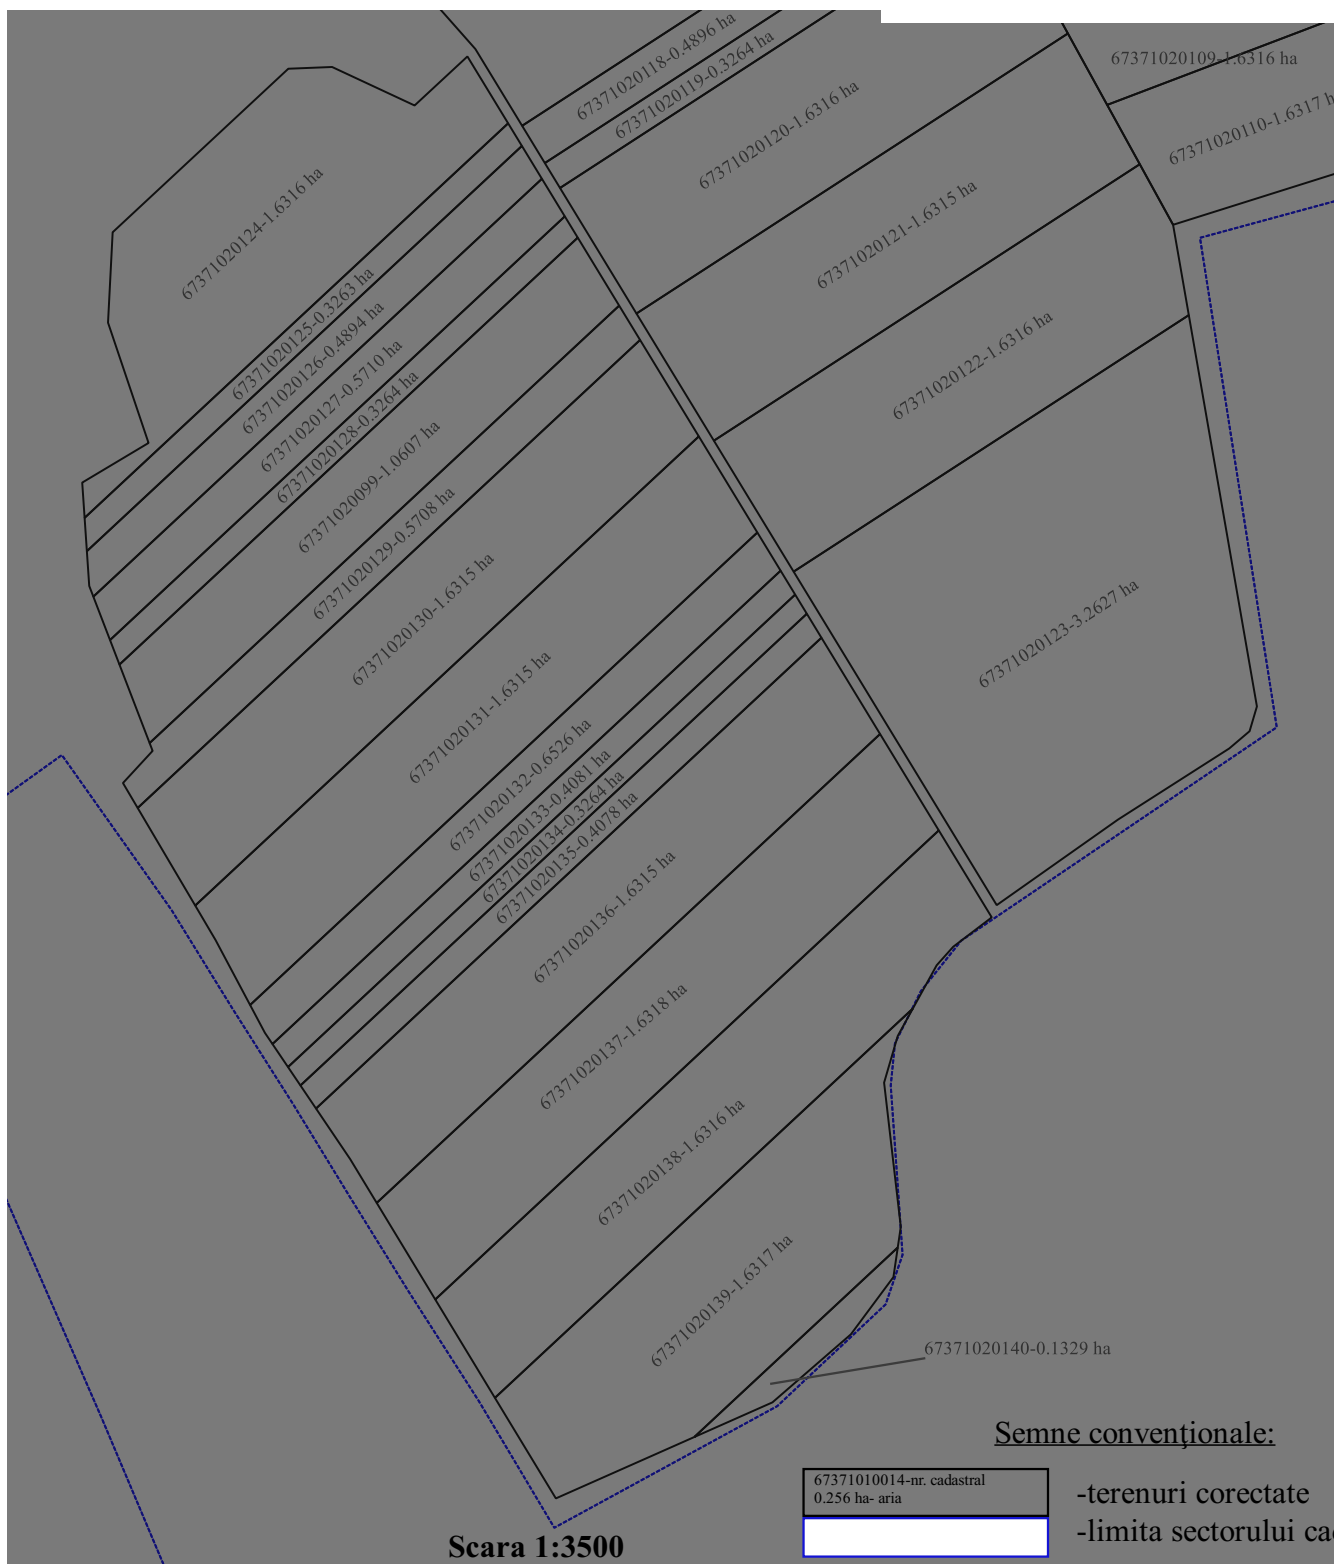 67371020118-0.4896 ha
67371020119-0.3264 ha
67371020109-1.6316 ha
67371020120-1.6316 ha
67371020110-1.6317 h
67371020124-1.6316 ha
67371020121-1.6315 ha
67371020125-0.3263 ha
67371020126-0.4894 ha
67371020122-1.6316 ha
67371020127-0.5710 ha
67371020128-0.3264 ha
67371020099-1.0607 ha
67371020129-0.5708 ha
67371020130-1.6315 ha
67371020123-3.2627 ha
67371020131-1.6315 ha
67371020132-0.6526 ha
67371020133-0.4081 ha
67371020134-0.3264 ha
67371020135-0.4078 ha
67371020136-1.6315 ha
67371020137-1.6318 ha
67371020138-1.6316 ha
67371020139-1.6317 ha
67371020140-0.1329 ha
Semne convenţionale:
67371010014-nr. cadastral
0.256 ha- aria
-terenuri corectate
-limita sectorului ca
Scara 1:3500